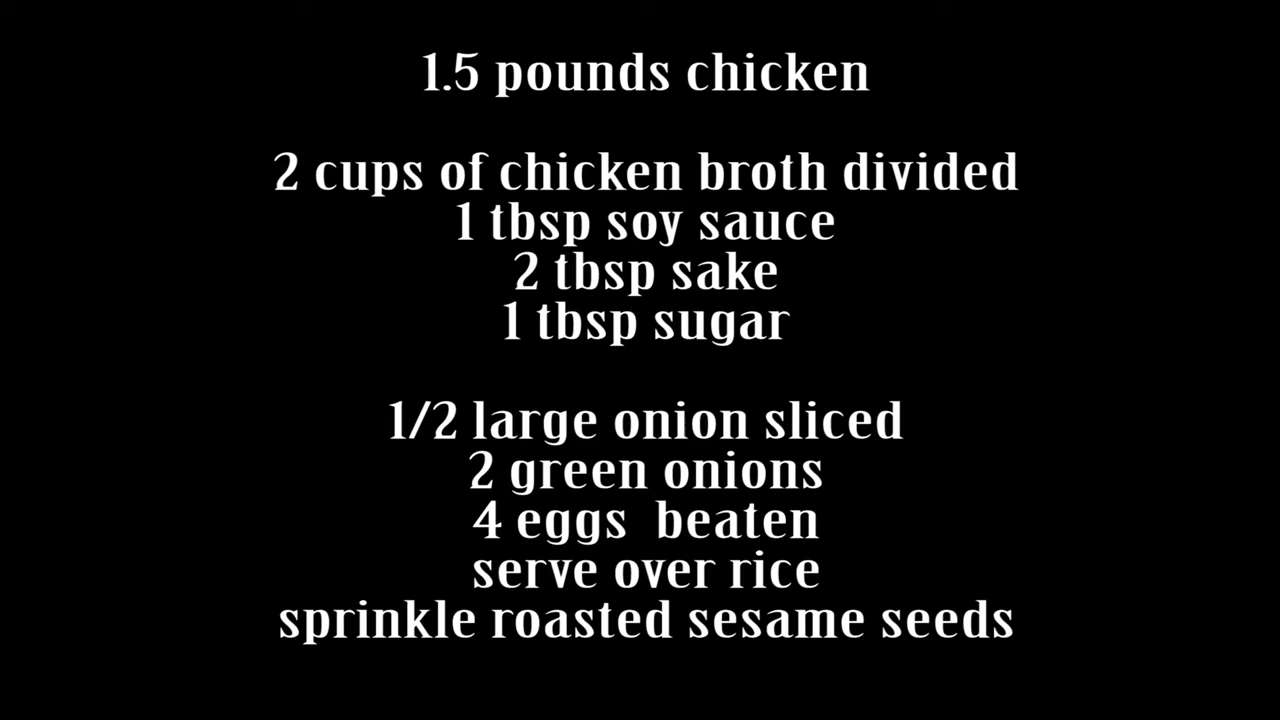 1.5 pounds chicken
2 cups of chicken broth divided
1 tbsp soy sauce
2 tbsp sake
1 tbsp sugar
1/2 large onion sliced
2 green onions
4 eggs  beaten
serve over rice
sprinkle roasted sesame seeds